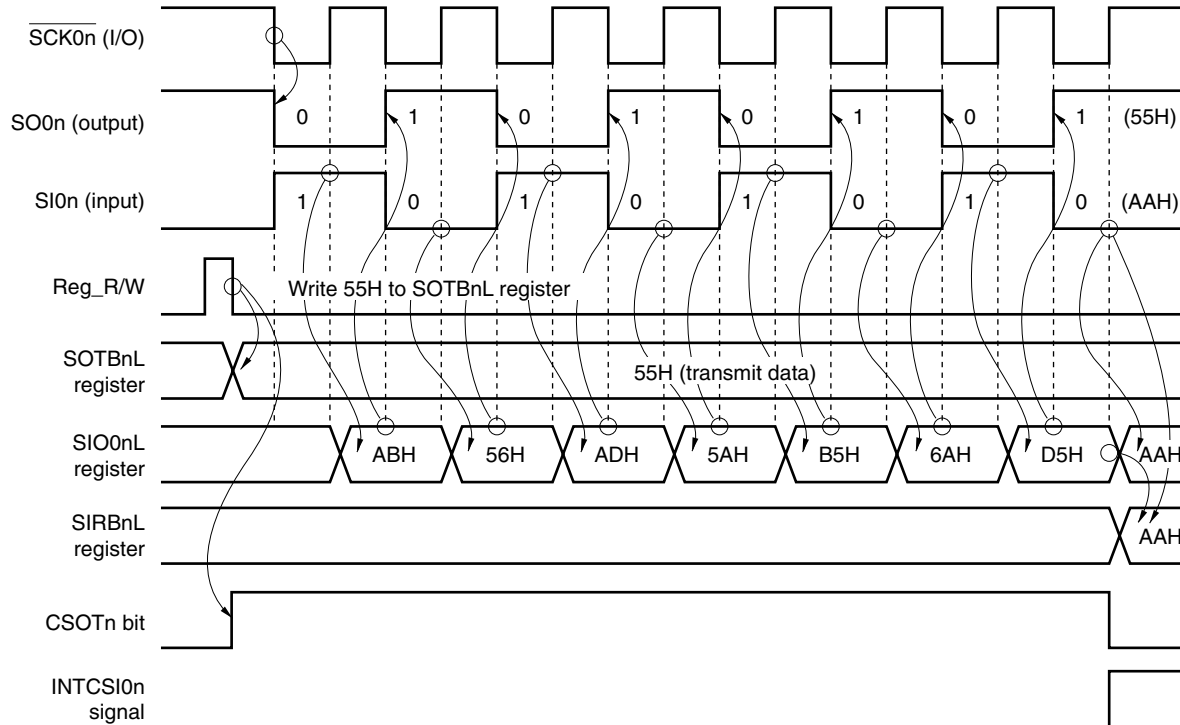 SCK0n (I/O)
SO0n (output)
0 1 0 1 0 1 0 1 (55H)
SI0n (input)
1 0 1 0 1 0 1 0 (AAH)
Reg_R/W
Write 55H to SOTBnL register
SOTBnL
register
55H (transmit data)
SIO0nL
register
ABH 56H ADH 5AH B5H 6AH D5H AAH
SIRBnL
register
AAH
CSOTn bit
INTCSI0n
signal